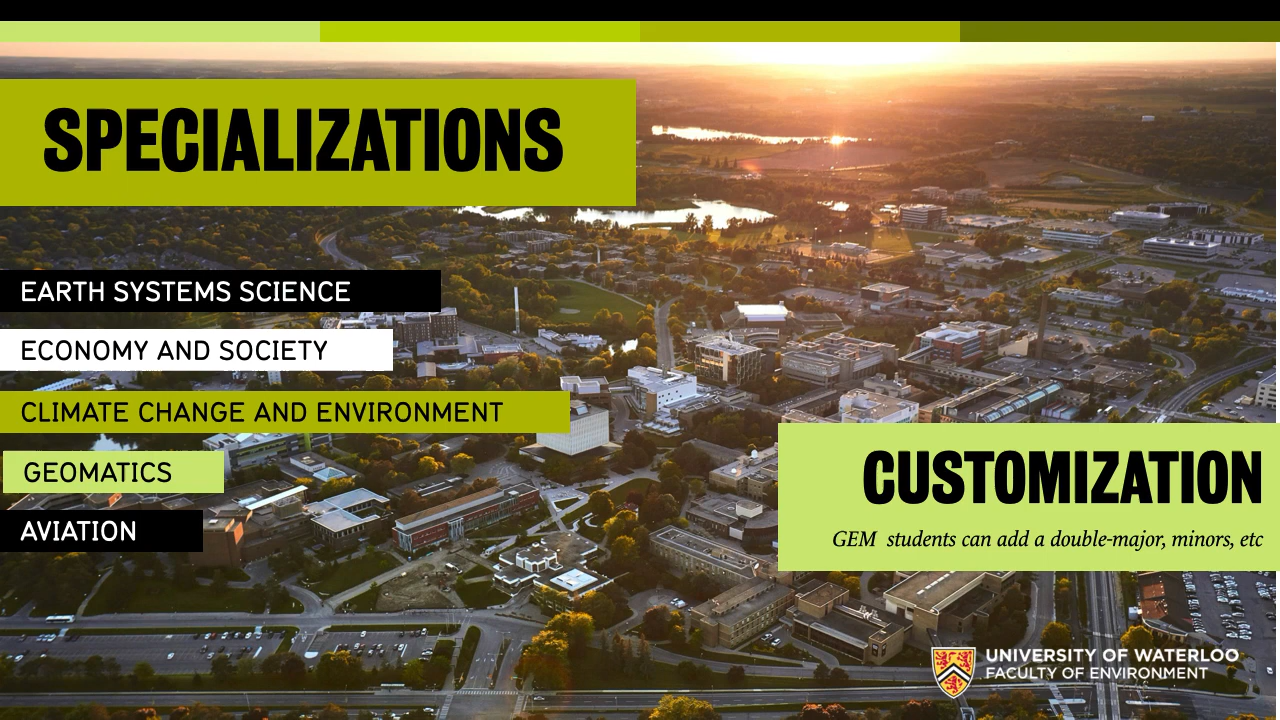 SPECIALIZATIONS
EARTH SYSTEMS SCIENCE
ECONOMY AND SOCIETY
CLIMATE CHANGE AND ENVIRONMENT
GEOMATICS
AVIATION
CUSTOMIZATION
GEM  students can add a double-major, minors, etc
UNIVERSITY OF WATERLOO
FACULTY OF ENVIRONMENT